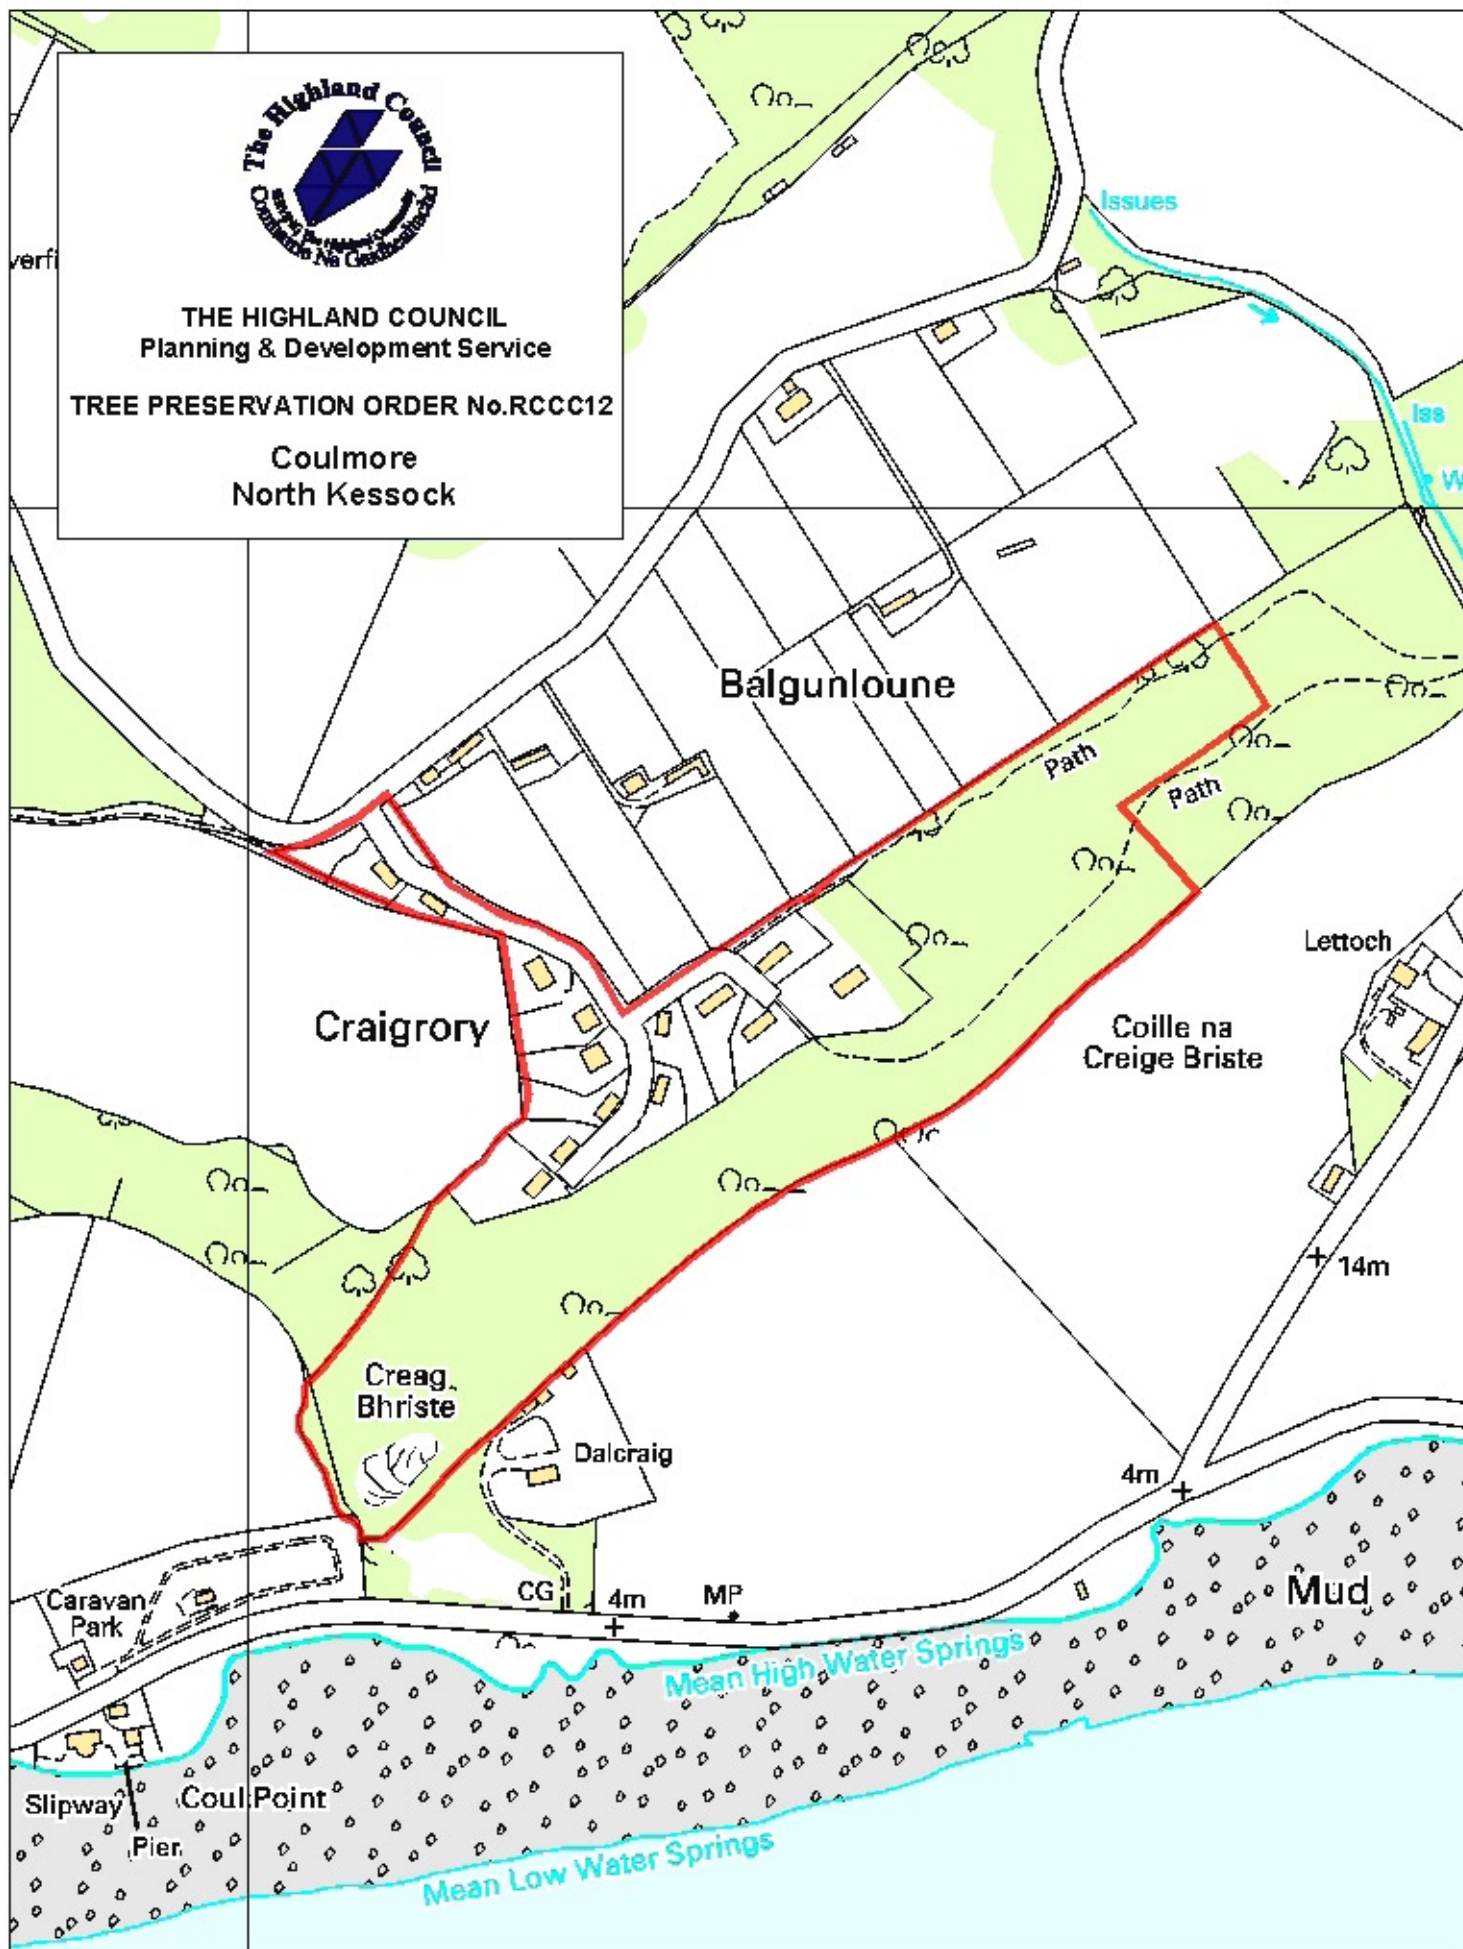 The Highland Council
Comhairle Na Gaidhealtachd
THE HIGHLAND COUNCIL
Planning & Development Service
TREE PRESERVATION ORDER No.RCCC12
Coulmore
North Kessock
verfi
Issues
Iss
W
Balgunloune
Path
Path
Lettoch
Craigrory
Coille na
Creige Briste
14m
Creag
Bhriste
Dalcraig
4m
Caravan
Park
CG
4m
MP
Mud
Mean High Water Springs
Slipway
Coul Point
Pier
Mean Low Water Springs